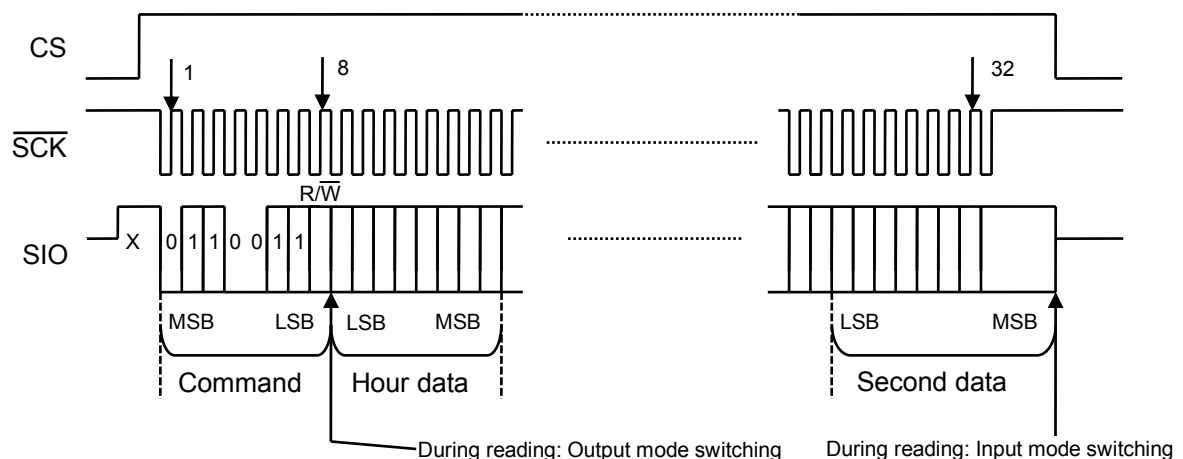 CS
1
8
32
S̅C̅K̅
R/W̅
SIO
X 0 1 1 0 0 1 1
MSB LSB LSB MSB LSB MSB
Command Hour data Second data
During reading: Output mode switching During reading: Input mode switching